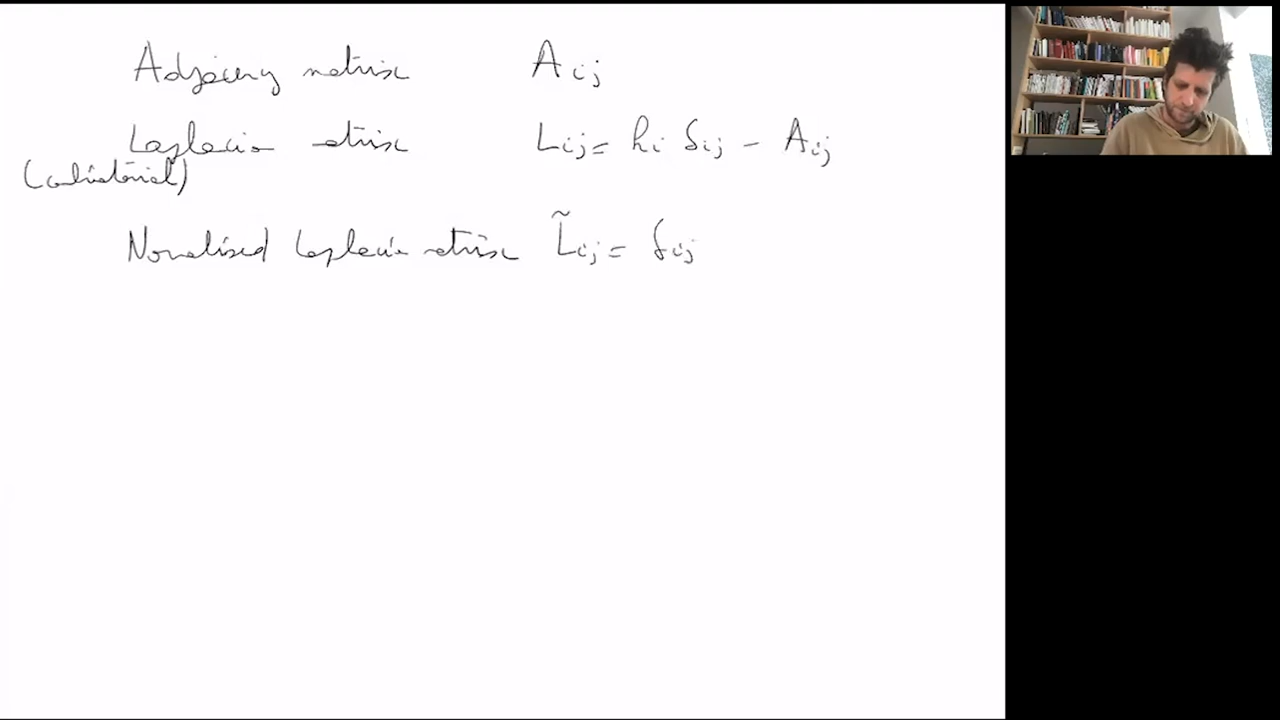 Adjacency matrix A_ij
Laplacian matrix L_ij = k_i δ_ij − A_ij
(combinatorial)
Normalised Laplacian matrix L̃_ij = δ_ij